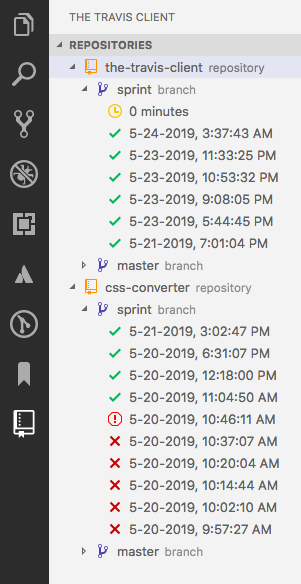 THE TRAVIS CLIENT
REPOSITORIES
the-travis-client repository
sprint branch
0 minutes
5-24-2019, 3:37:43 AM
5-23-2019, 11:33:25 PM
5-23-2019, 10:53:32 PM
5-23-2019, 9:08:05 PM
5-23-2019, 5:44:45 PM
5-21-2019, 7:01:04 PM
master branch
css-converter repository
sprint branch
5-21-2019, 3:02:47 PM
5-20-2019, 6:31:07 PM
5-20-2019, 12:18:00 PM
5-20-2019, 11:04:50 AM
5-20-2019, 10:46:11 AM
5-20-2019, 10:37:07 AM
5-20-2019, 10:20:04 AM
5-20-2019, 10:14:44 AM
5-20-2019, 10:02:10 AM
5-20-2019, 9:57:27 AM
master branch